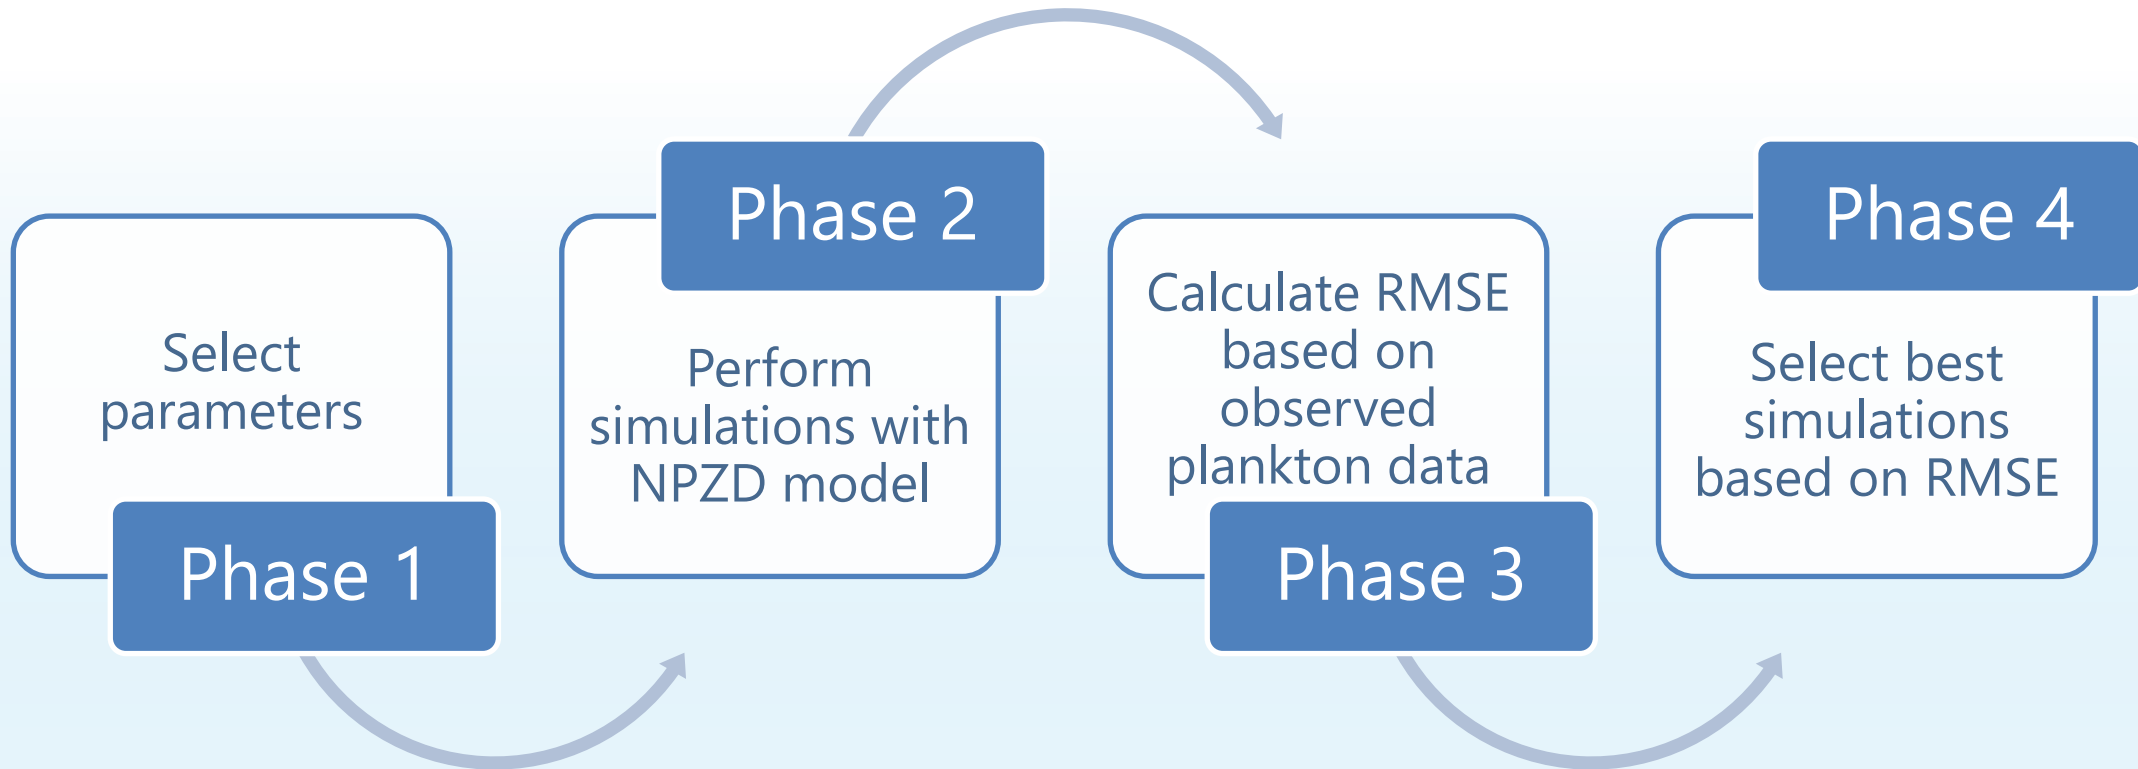 Select
parameters
Phase 1
Phase 2
Perform
simulations with
NPZD model
Calculate RMSE
based on
observed
plankton data
Phase 3
Phase 4
Select best
simulations
based on RMSE